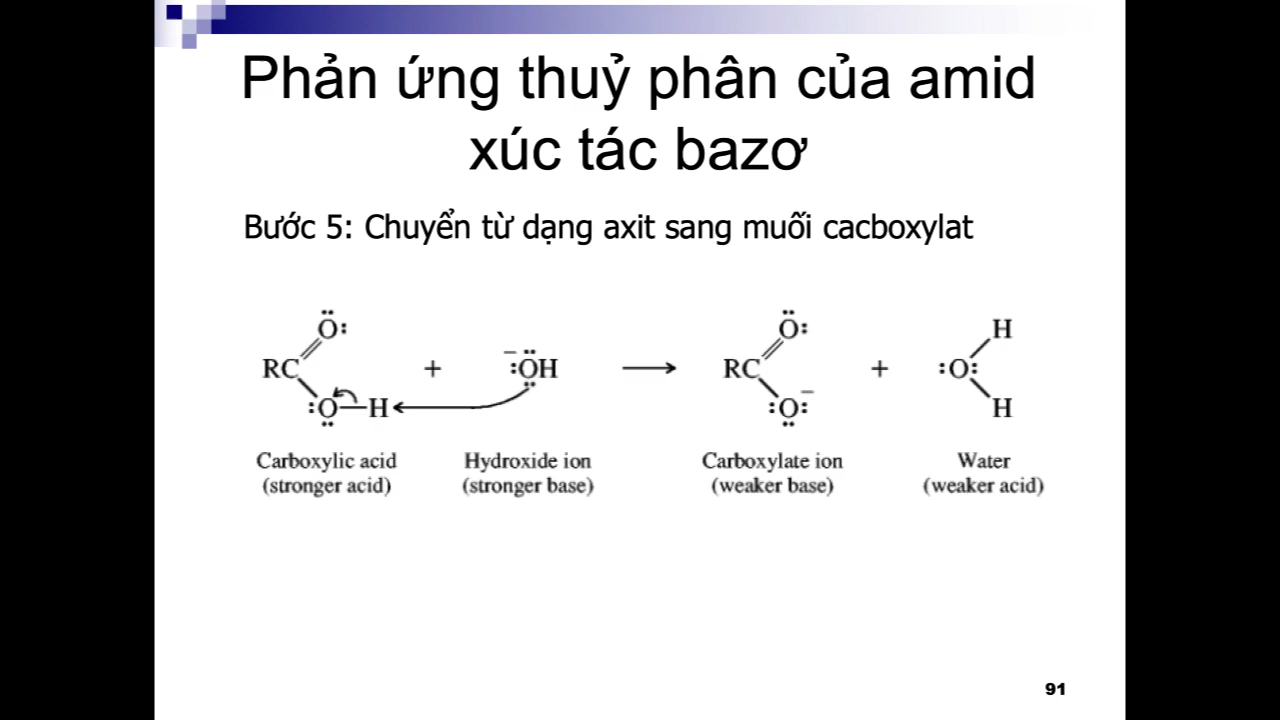 Phản ứng thuỷ phân của amid
xúc tác bazơ
Bước 5: Chuyển từ dạng axit sang muối cacboxylat
RC
Ö:
:O—H
+
:OH
RC
Ö:
:O:
+
:O:
H
H
Carboxylic acid
(stronger acid)
Hydroxide ion
(stronger base)
Carboxylate ion
(weaker base)
Water
(weaker acid)
91